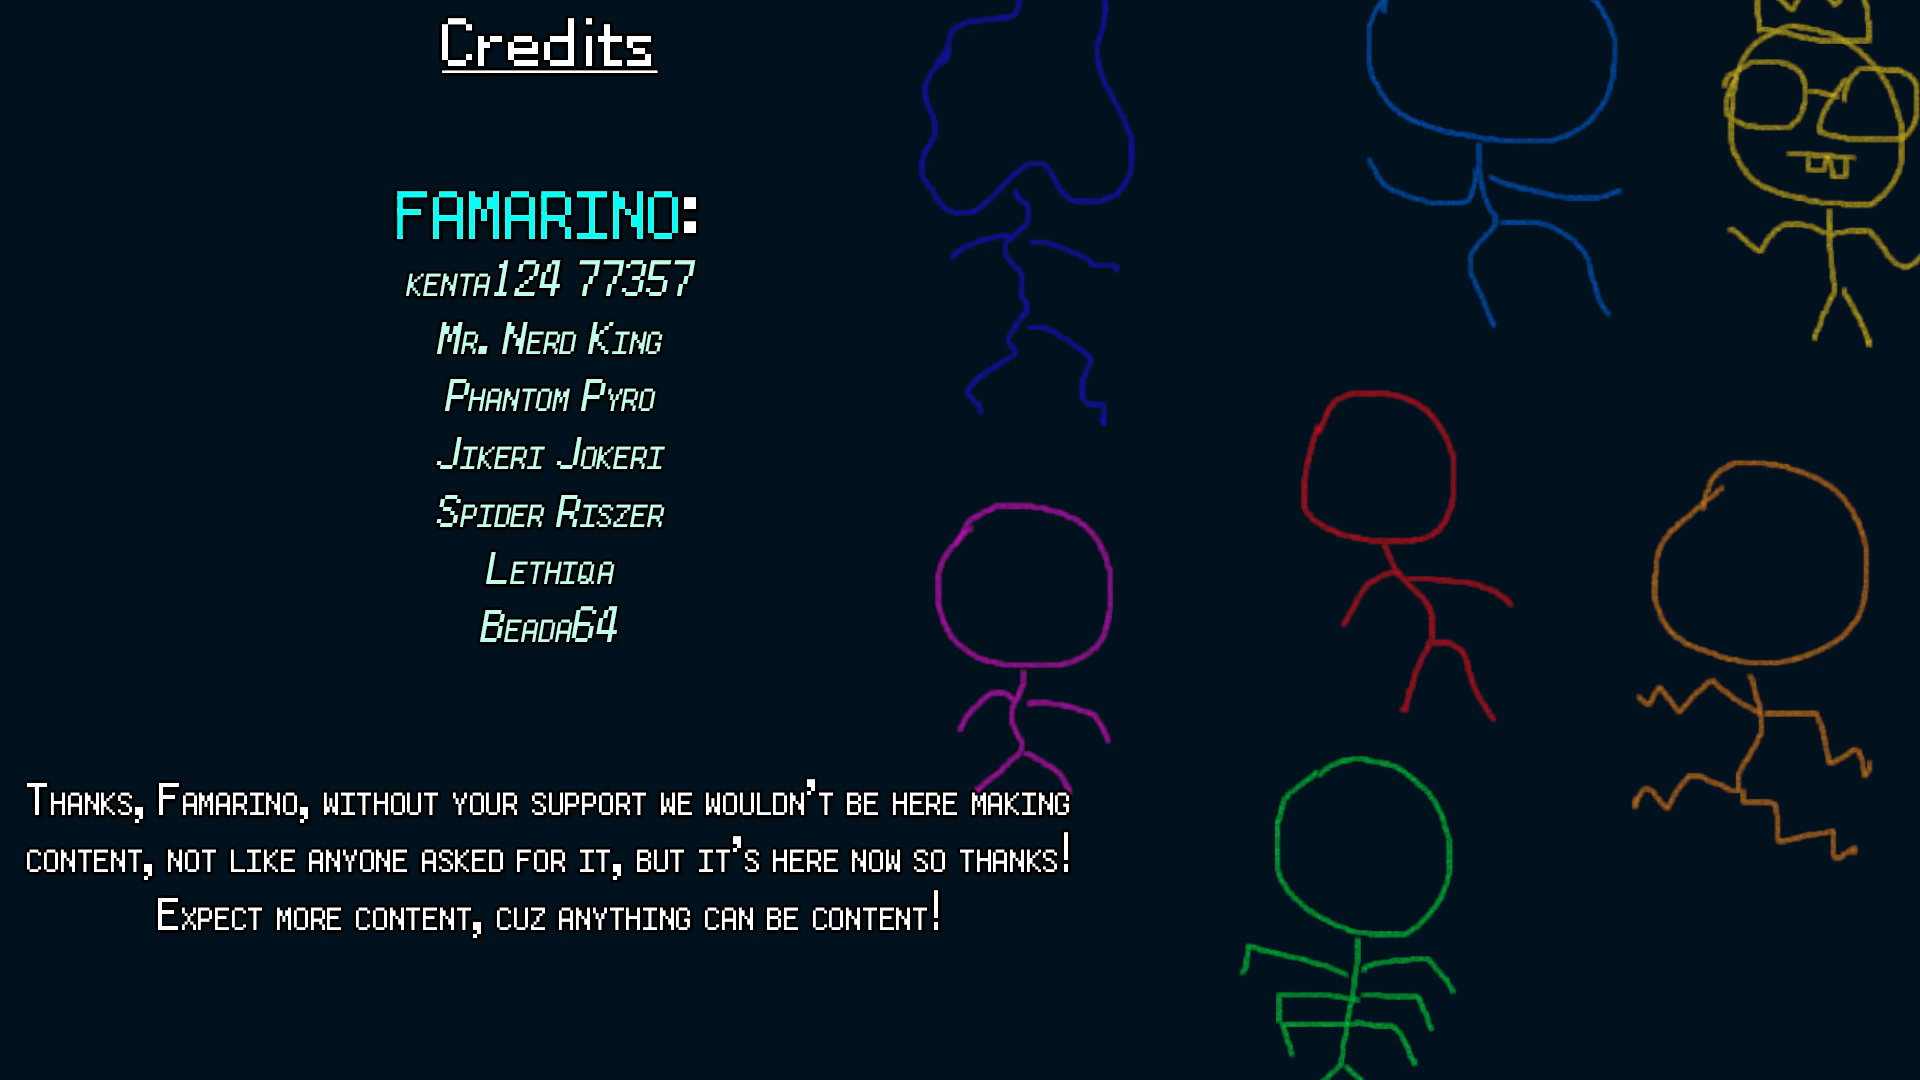 Credits
FAMARINO:
kenta124 77357
Mr. Nerd King
Phantom Pyro
Jikeri Jokeri
Spider Riszer
Lethiqa
Beada64
Thanks, Famarino, without your support we wouldn't be here making
content, not like anyone asked for it, but it's here now so thanks!
Expect more content, cuz anything can be content!